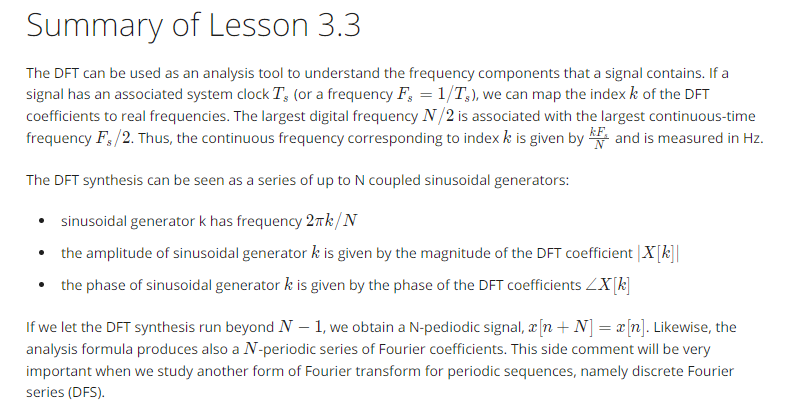 Summary of Lesson 3.3
The DFT can be used as an analysis tool to understand the frequency components that a signal contains. If a
signal has an associated system clock T_s (or a frequency F_s = 1/T_s), we can map the index k of the DFT
coefficients to real frequencies. The largest digital frequency N/2 is associated with the largest continuous-time
frequency F_s/2. Thus, the continuous frequency corresponding to index k is given by kF_s/N and is measured in Hz.
The DFT synthesis can be seen as a series of up to N coupled sinusoidal generators:
• sinusoidal generator k has frequency 2πk/N
• the amplitude of sinusoidal generator k is given by the magnitude of the DFT coefficient |X[k]|
• the phase of sinusoidal generator k is given by the phase of the DFT coefficients ∠X[k]
If we let the DFT synthesis run beyond N − 1, we obtain a N-pediodic signal, x[n + N] = x[n]. Likewise, the
analysis formula produces also a N-periodic series of Fourier coefficients. This side comment will be very
important when we study another form of Fourier transform for periodic sequences, namely discrete Fourier
series (DFS).